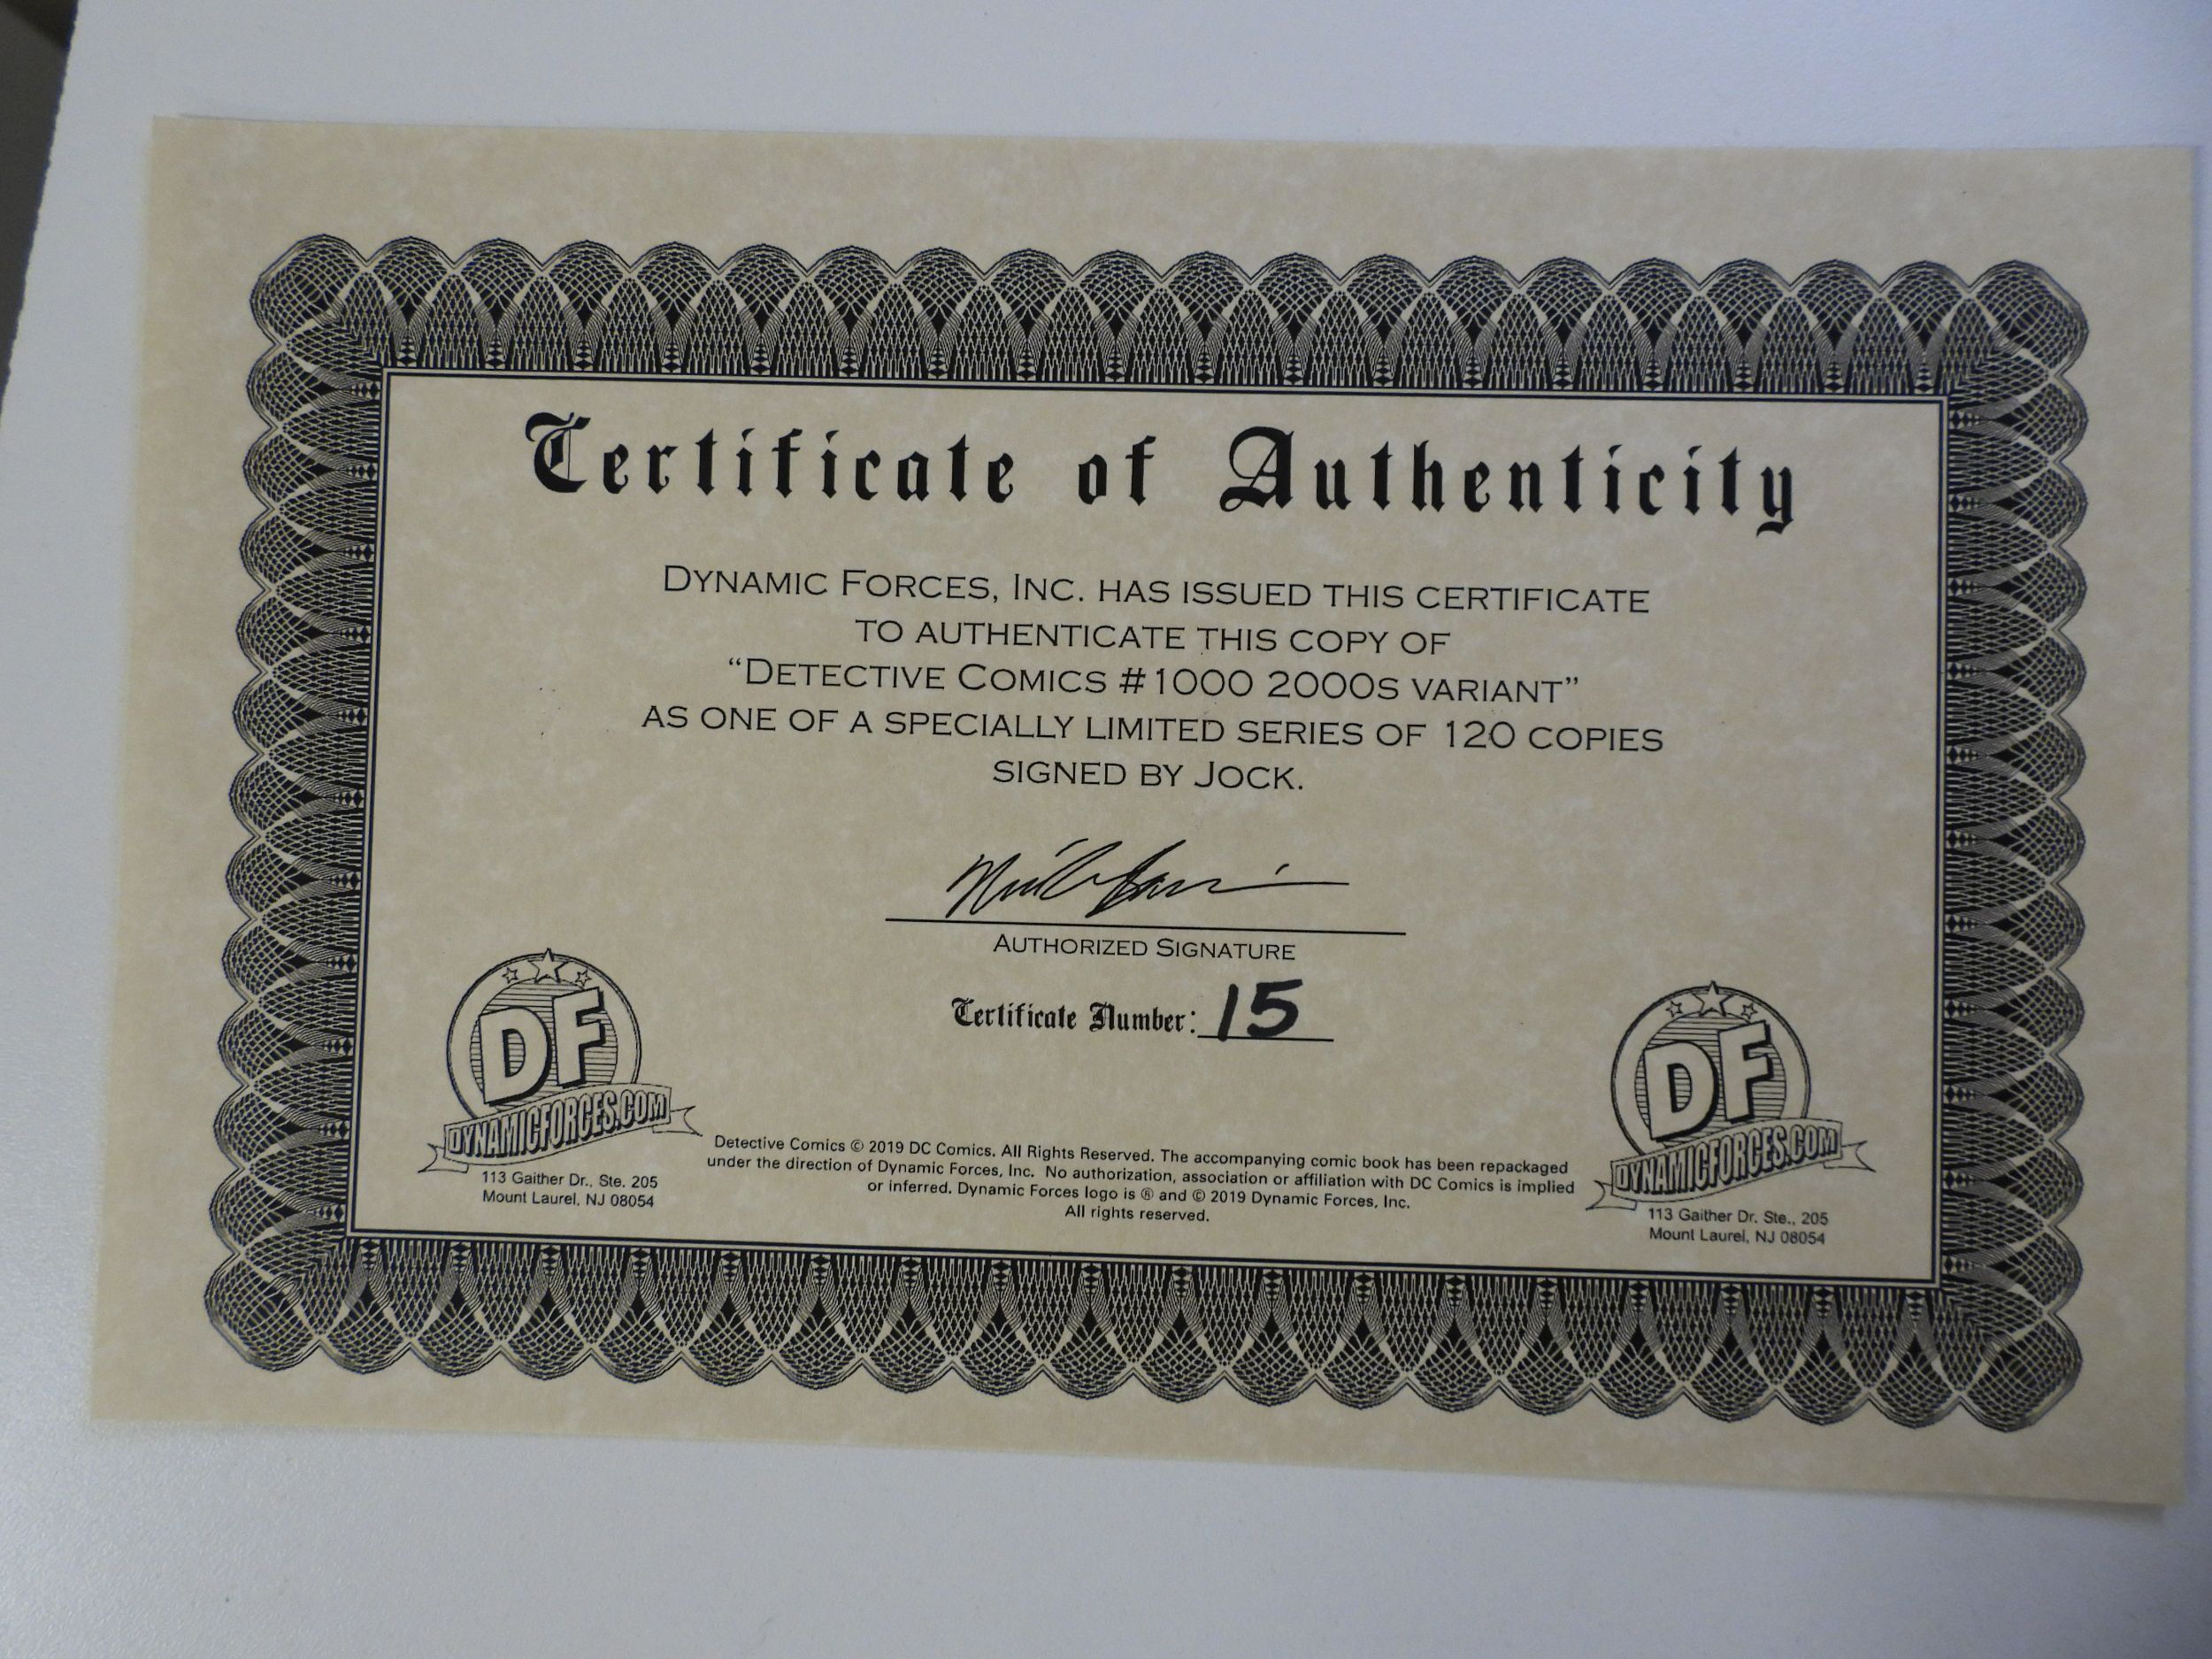 Certificate of Authenticity
DYNAMIC FORCES, INC. HAS ISSUED THIS CERTIFICATE
TO AUTHENTICATE THIS COPY OF
“DETECTIVE COMICS #1000 2000S VARIANT”
AS ONE OF A SPECIALLY LIMITED SERIES OF 120 COPIES
SIGNED BY JOCK.
AUTHORIZED SIGNATURE
Certificate Number: 15
DF
DYNAMICFORCES.COM
113 Gaither Dr., Ste. 205
Mount Laurel, NJ 08054
Detective Comics © 2019 DC Comics. All Rights Reserved. The accompanying comic book has been repackaged
under the direction of Dynamic Forces, Inc. No authorization, association or affiliation with DC Comics is implied
or inferred. Dynamic Forces logo is ® and © 2019 Dynamic Forces, Inc.
All rights reserved.
DF
DYNAMICFORCES.COM
113 Gaither Dr. Ste., 205
Mount Laurel, NJ 08054